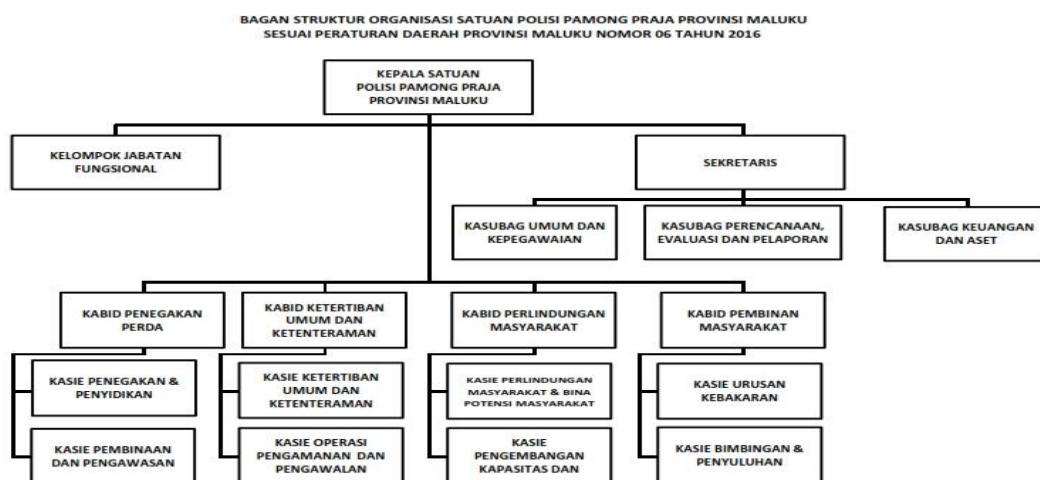 BAGAN STRUKTUR ORGANISASI SATUAN POLISI PAMONG PRAJA PROVINSI MALUKU
SESUAI PERATURAN DAERAH PROVINSI MALUKU NOMOR 06 TAHUN 2016
KEPALA SATUAN
POLISI PAMONG PRAJA
PROVINSI MALUKU
KELOMPOK JABATAN
FUNGSIONAL
SEKRETARIS
KASUBAG UMUM DAN
KEPEGAWAIAN
KASUBAG PERENCANAAN,
EVALUASI DAN PELAPORAN
KASUBAG KEUANGAN
DAN ASET
KABID PENEGAKAN
PERDA
KABID KETERTIBAN
UMUM DAN
KETENTERAMAN
KABID PERLINDUNGAN
MASYARAKAT
KABID PEMBINAN
MASYARAKAT
KASIE PENEGAKAN &
PENYIDIKAN
KASIE KETERTIBAN
UMUM DAN
KETENTERAMAN
KASIE PERLINDUNGAN
MASYARAKAT & BINA
POTENSI MASYARAKAT
KASIE URUSAN
KEBAKARAN
KASIE PEMBINAAN
DAN PENGAWASAN
KASIE OPERASI
PENGAMANAN DAN
PENGAWALAN
KASIE
PENGEMBANGAN
KAPASITAS DAN
KASIE BIMBINGAN &
PENYULUHAN